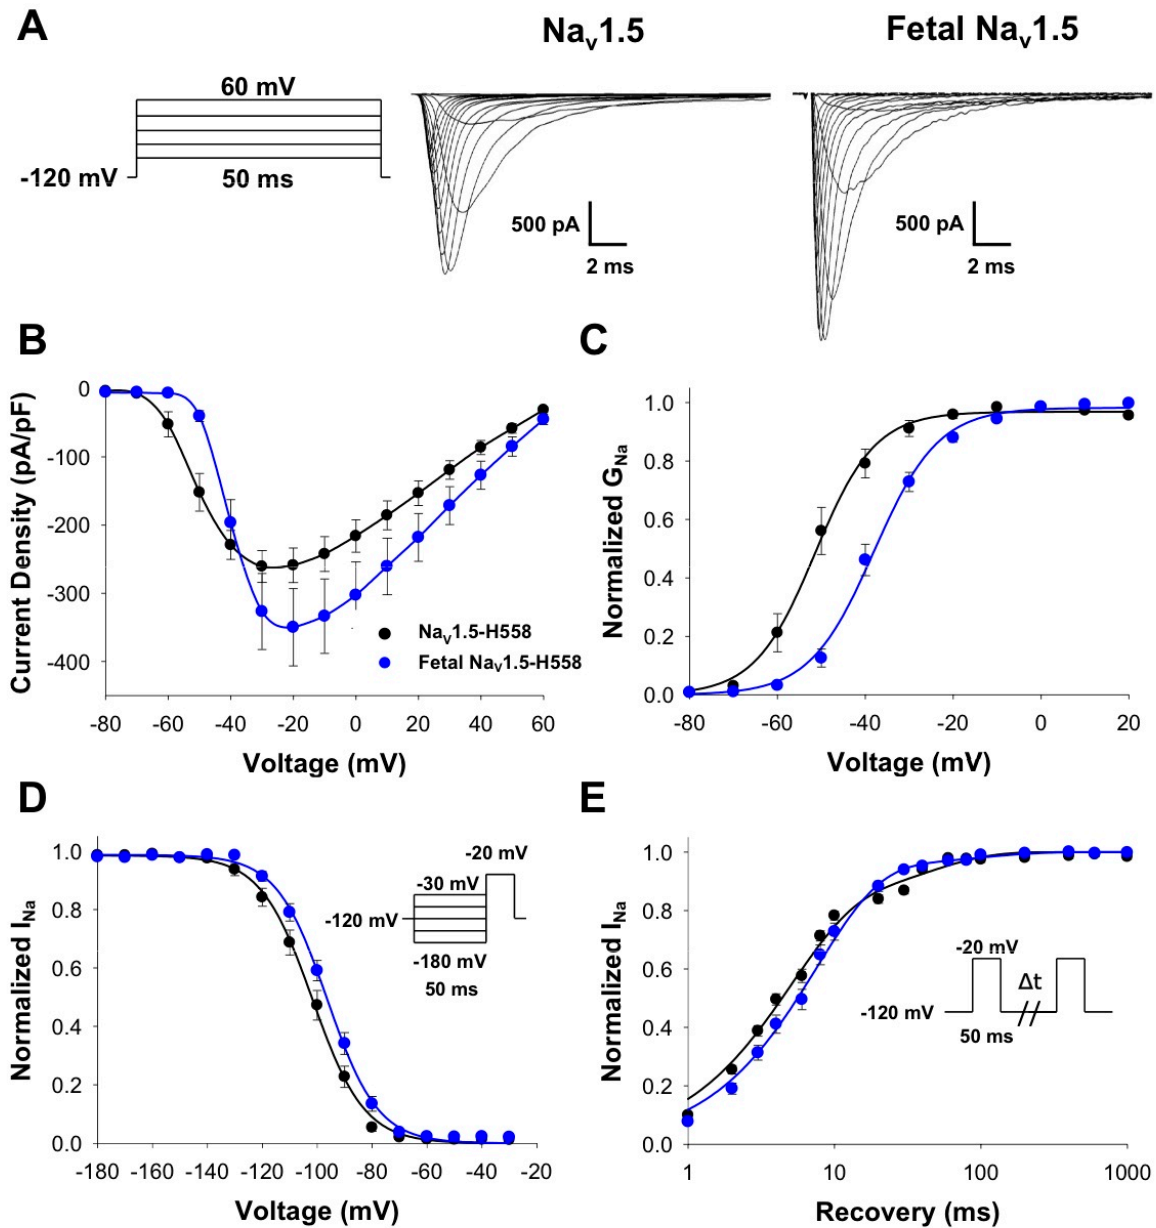 A
Nav1.5
Fetal Nav1.5
60 mV
-120 mV
50 ms
500 pA
2 ms
500 pA
2 ms
B
Current Density (pA/pF)
0
-100
-200
-300
-400
-80 -60 -40 -20 0 20 40 60
Voltage (mV)
NaV1.5-H558
Fetal NaV1.5-H558
C
Normalized GNa
1.0
0.8
0.6
0.4
0.2
0.0
-80 -60 -40 -20 0 20
Voltage (mV)
D
Normalized INa
1.0
0.8
0.6
0.4
0.2
0.0
-180 -160 -140 -120 -100 -80 -60 -40 -20
Voltage (mV)
-20 mV
-30 mV
-120 mV
-180 mV
50 ms
E
Normalized INa
1.0
0.8
0.6
0.4
0.2
0.0
1 10 100 1000
Recovery (ms)
-20 mV
Δt
-120 mV
50 ms